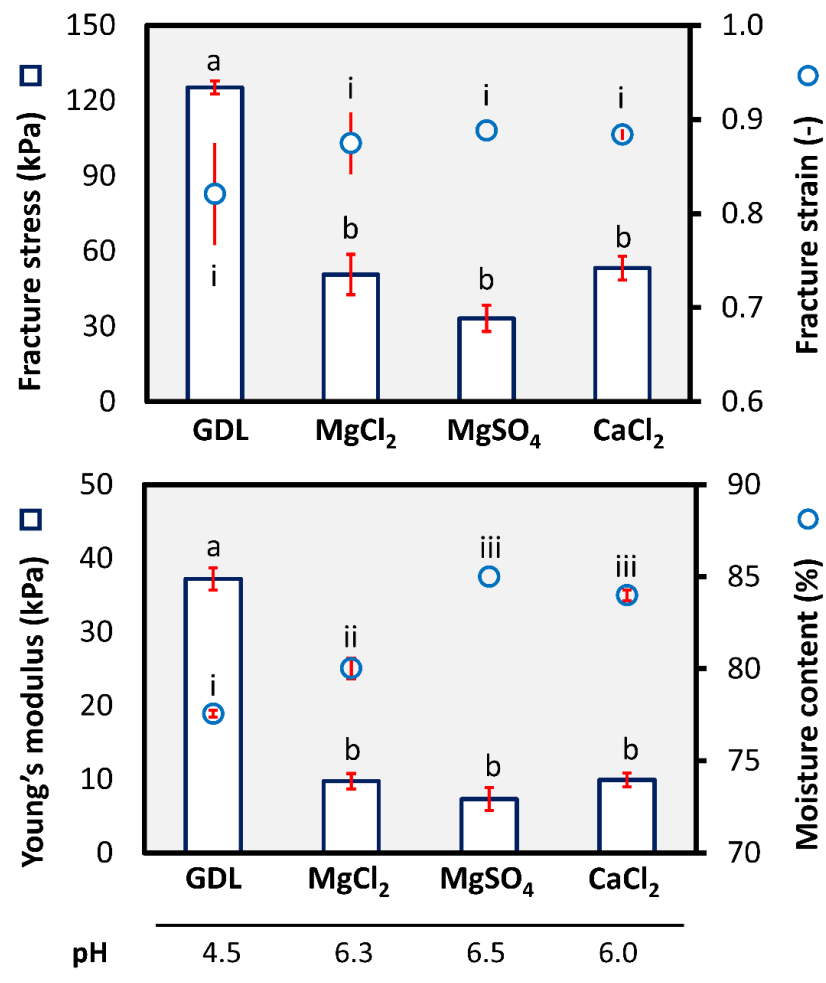 150
120
90
60
30
0
Fracture stress (kPa)
1.0
0.9
0.8
0.7
0.6
Fracture strain (-)
a
i
i
i
i
b
b
b
GDL MgCl₂ MgSO₄ CaCl₂
50
40
30
20
10
0
Young’s modulus (kPa)
90
85
80
75
70
Moisture content (%)
a
i
ii
iii
iii
b
b
b
GDL MgCl₂ MgSO₄ CaCl₂
pH 4.5 6.3 6.5 6.0